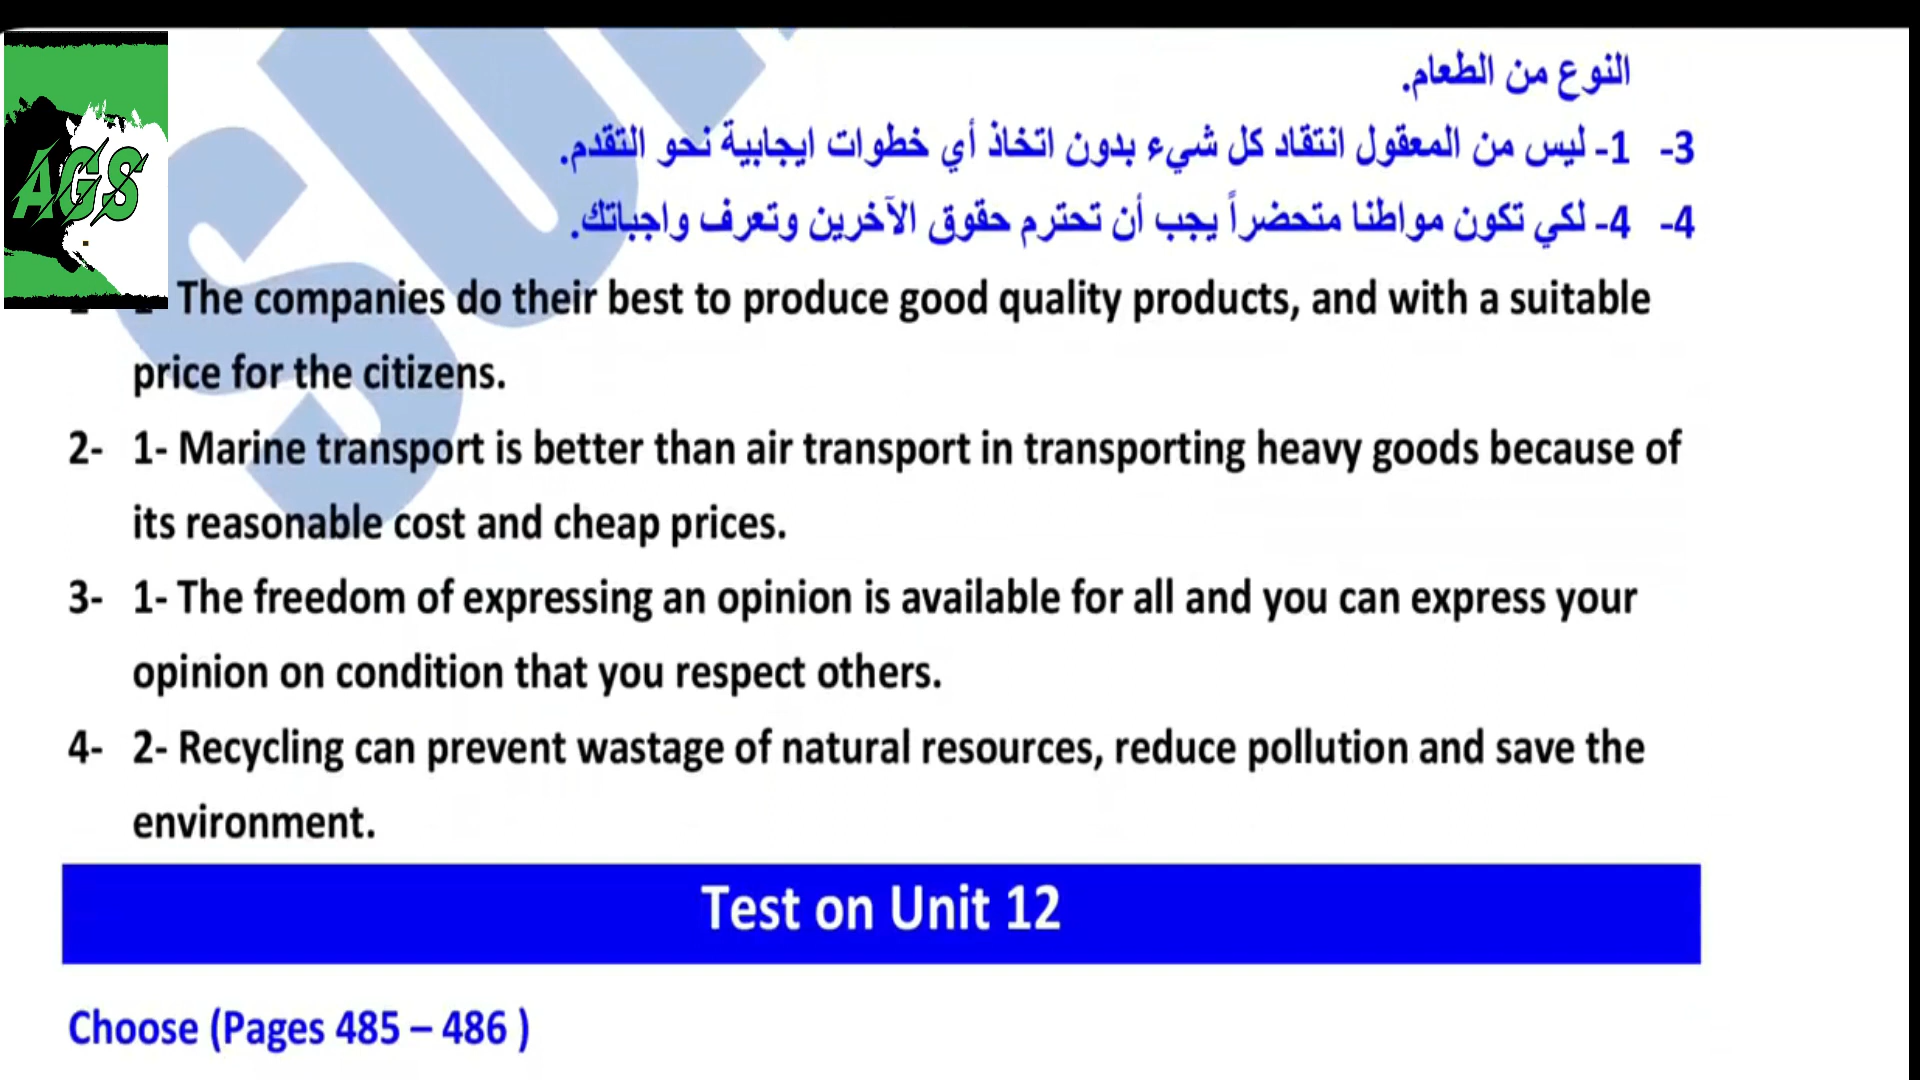 النوع من الطعام.
3- 1- ليس من المعقول انتقاد كل شيء بدون اتخاذ أي خطوات ايجابية نحو التقدم.
4- 4- لكي تكون مواطنا متحضراً يجب أن تحترم حقوق الآخرين وتعرف واجباتك.
AGS
The companies do their best to produce good quality products, and with a suitable
price for the citizens.
2- 1- Marine transport is better than air transport in transporting heavy goods because of
its reasonable cost and cheap prices.
3- 1- The freedom of expressing an opinion is available for all and you can express your
opinion on condition that you respect others.
4- 2- Recycling can prevent wastage of natural resources, reduce pollution and save the
environment.
Test on Unit 12
Choose (Pages 485 – 486 )